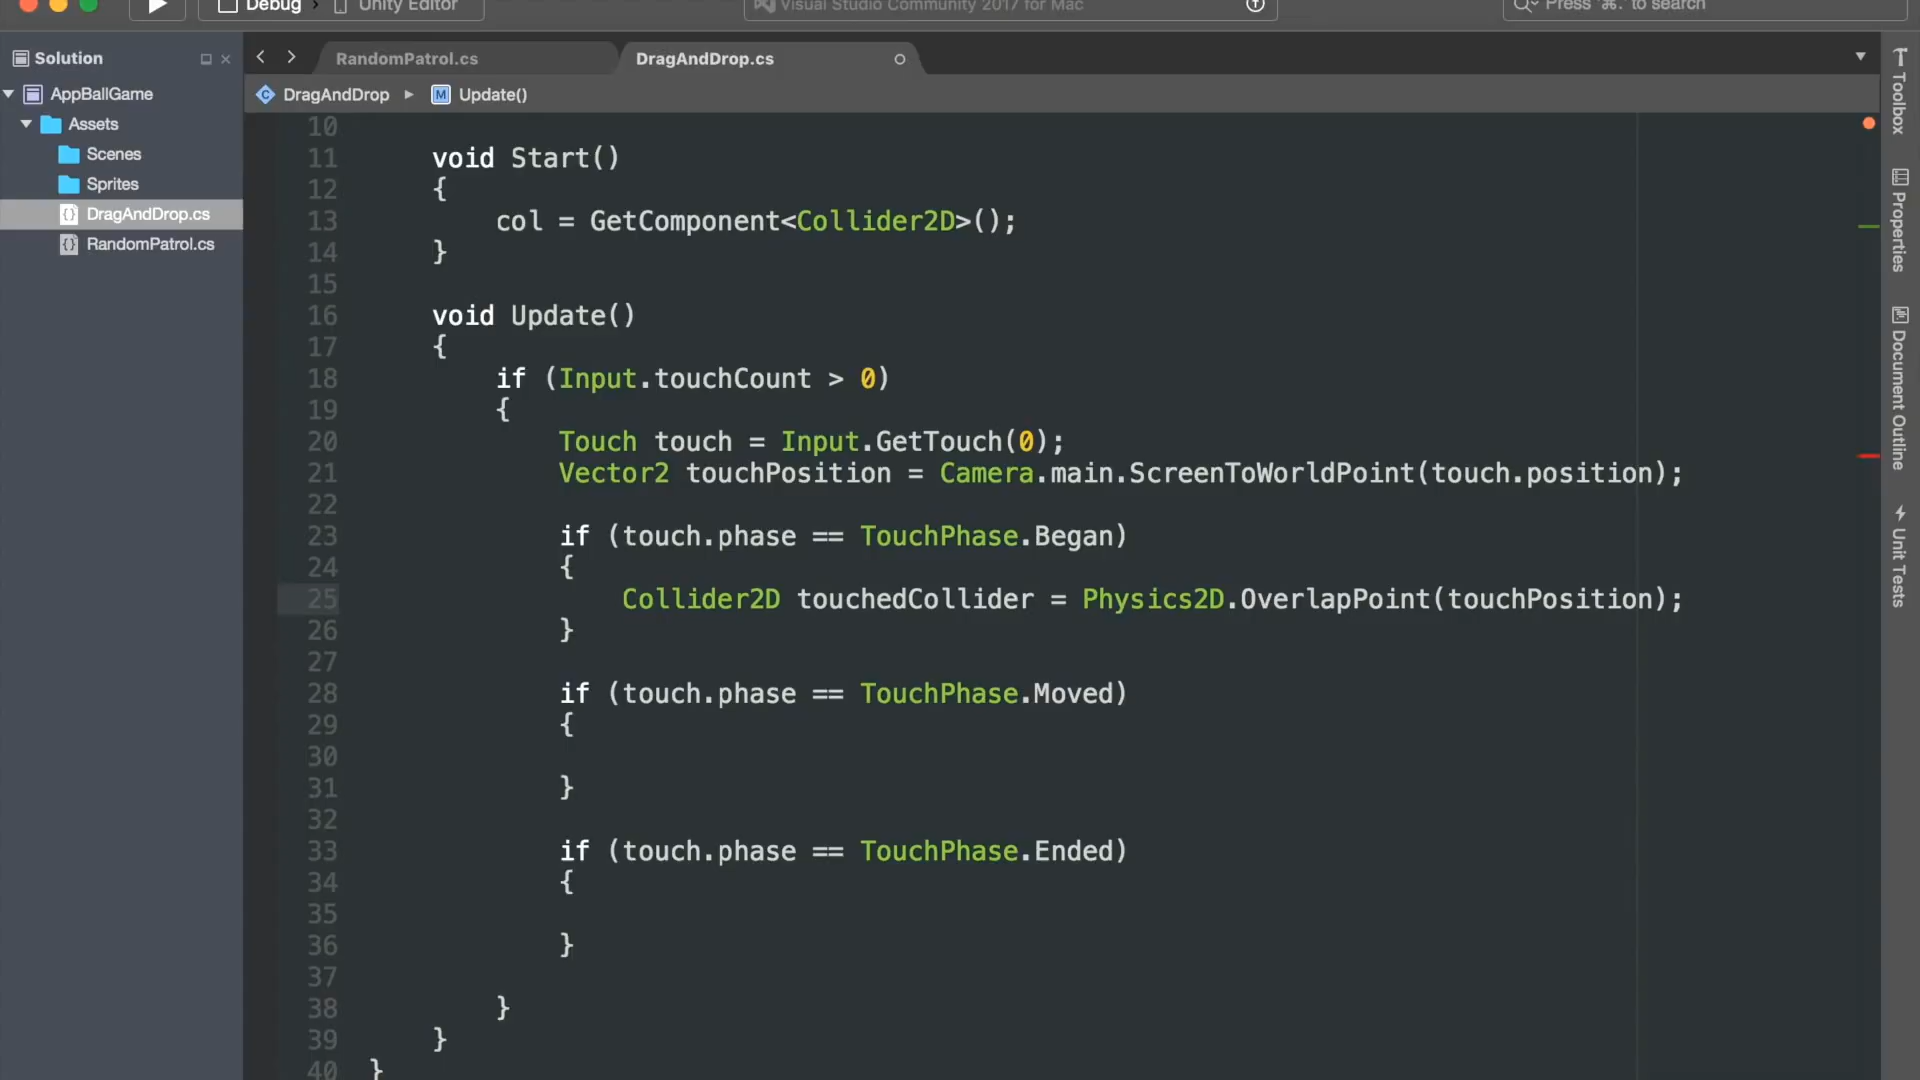 Debug › Unity Editor
Visual Studio Community 2017 for Mac
Press '⌘.' to search
Solution
RandomPatrol.cs
DragAndDrop.cs
AppBallGame
Assets
Scenes
Sprites
DragAndDrop.cs
RandomPatrol.cs
DragAndDrop
Update()
10
11 void Start()
12 {
13 col = GetComponent<Collider2D>();
14 }
15
16 void Update()
17 {
18 if (Input.touchCount > 0)
19 {
20 Touch touch = Input.GetTouch(0);
21 Vector2 touchPosition = Camera.main.ScreenToWorldPoint(touch.position);
22
23 if (touch.phase == TouchPhase.Began)
24 {
25 Collider2D touchedCollider = Physics2D.OverlapPoint(touchPosition);
26 }
27
28 if (touch.phase == TouchPhase.Moved)
29 {
30
31 }
32
33 if (touch.phase == TouchPhase.Ended)
34 {
35
36 }
37
38 }
39 }
40 }
Toolbox
Properties
Document Outline
Unit Tests